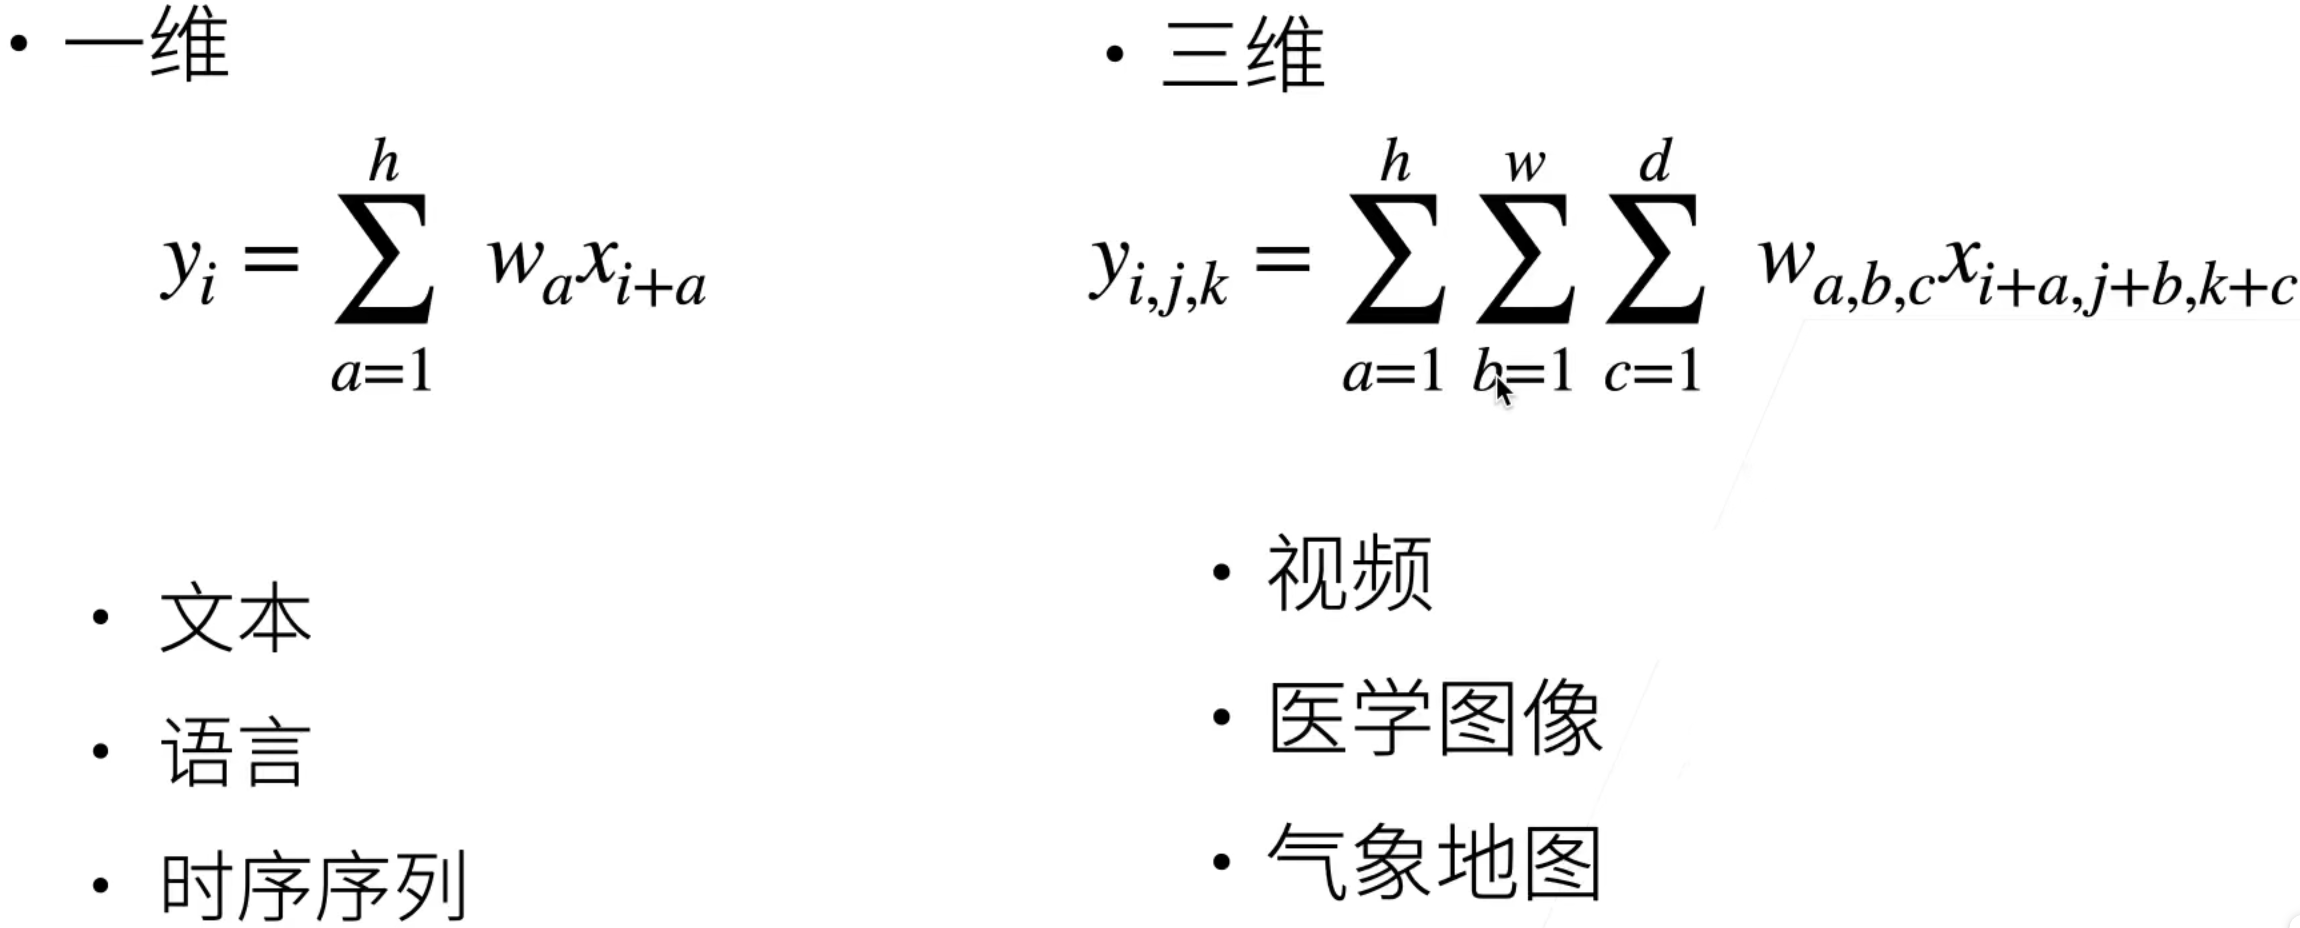 • 一维
y_i = \sum_{a=1}^{h} w_a x_{i+a}
• 文本
• 语言
• 时序序列
• 三维
y_{i,j,k} = \sum_{a=1}^{h} \sum_{b=1}^{w} \sum_{c=1}^{d} w_{a,b,c} x_{i+a,j+b,k+c}
• 视频
• 医学图像
• 气象地图